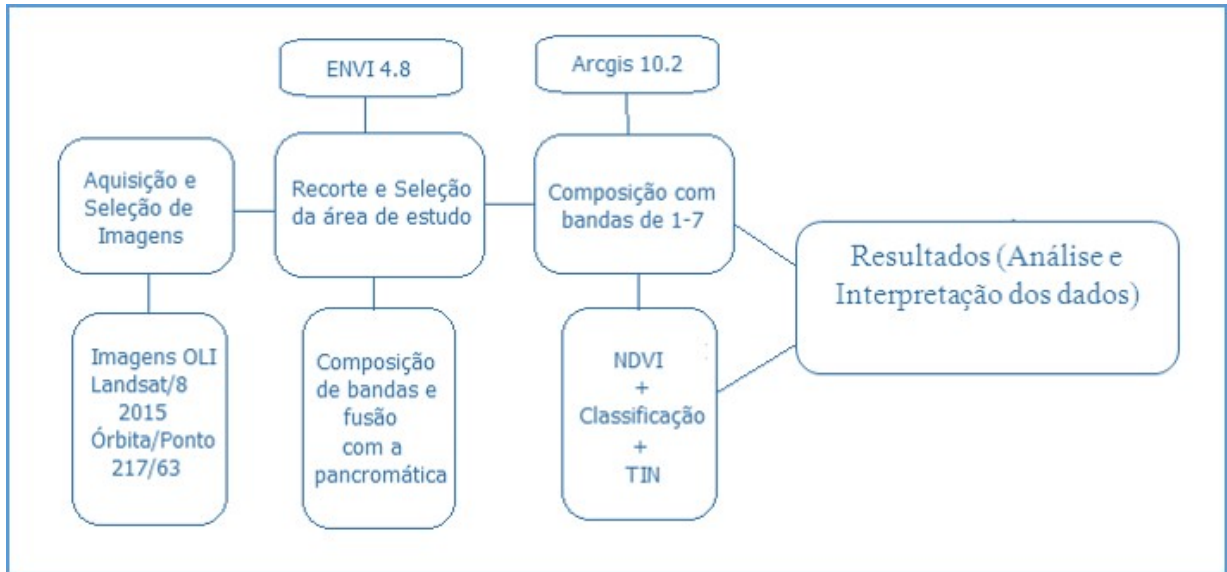 ENVI 4.8
Arcgis 10.2
Aquisição e
Seleção de
Imagens
Recorte e Seleção
da área de estudo
Composição com
bandas de 1-7
Resultados (Análise e
Interpretação dos dados)
Imagens OLI
Landsat/8
2015
Órbita/Ponto
217/63
Composição
de bandas e
fusão
com a
pancromática
NDVI
+
Classificação
+
TIN